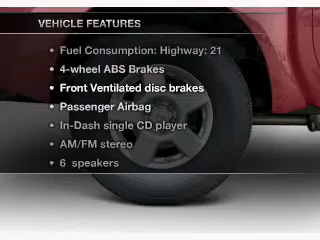 VEHICLE FEATURES
• Fuel Consumption: Highway: 21
• 4-wheel ABS Brakes
• Front Ventilated disc brakes
• Passenger Airbag
• In-Dash single CD player
• AM/FM stereo
• 6 speakers